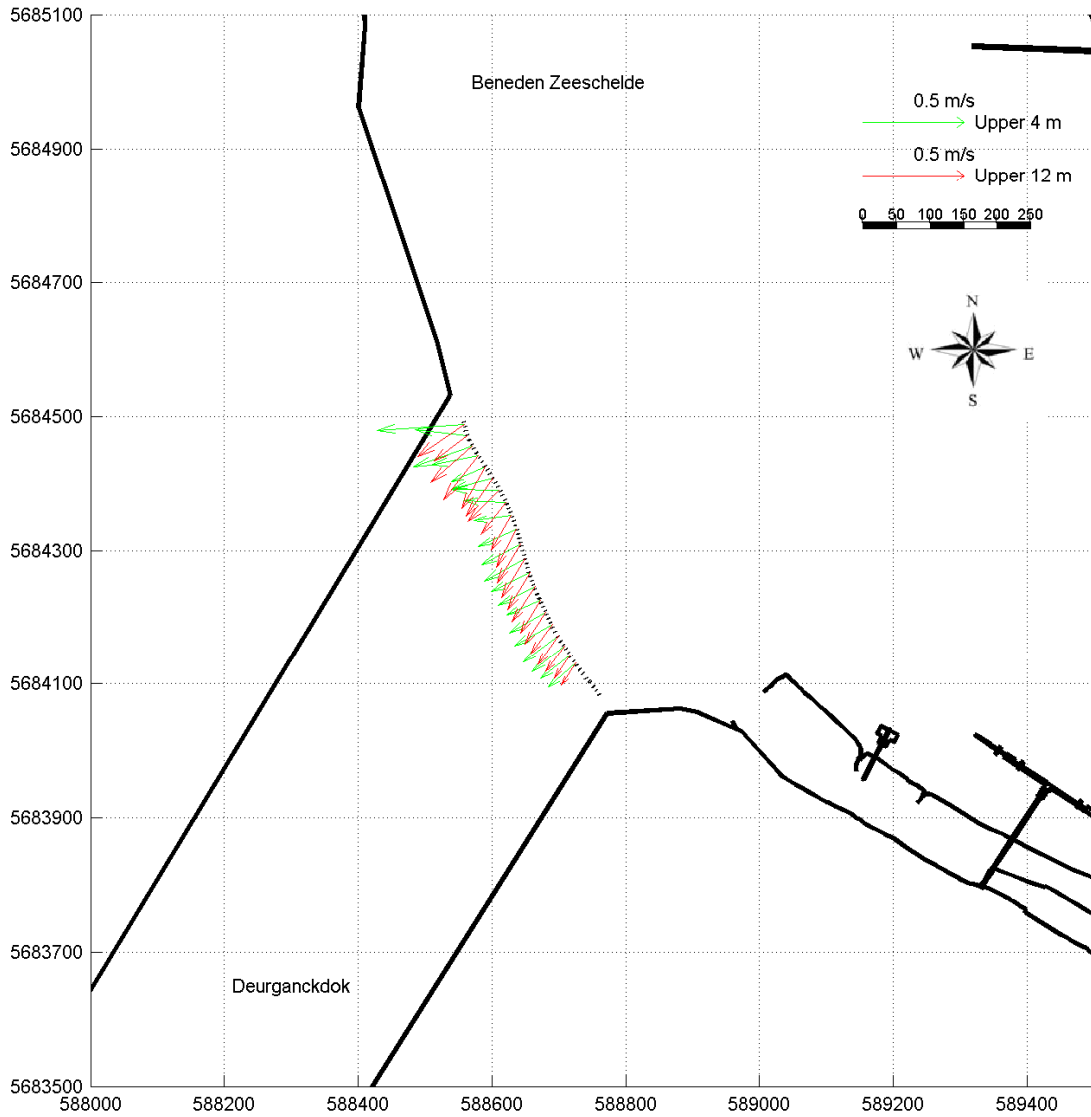 5685100
Beneden Zeeschelde
0.5 m/s
Upper 4 m
5684900
0.5 m/s
Upper 12 m
0 50 100 150 200 250
5684700
N
W E
S
5684500
5684300
5684100
5683900
5683700
Deurganckdok
5683500
588000 588200 588400 588600 588800 589000 589200 589400